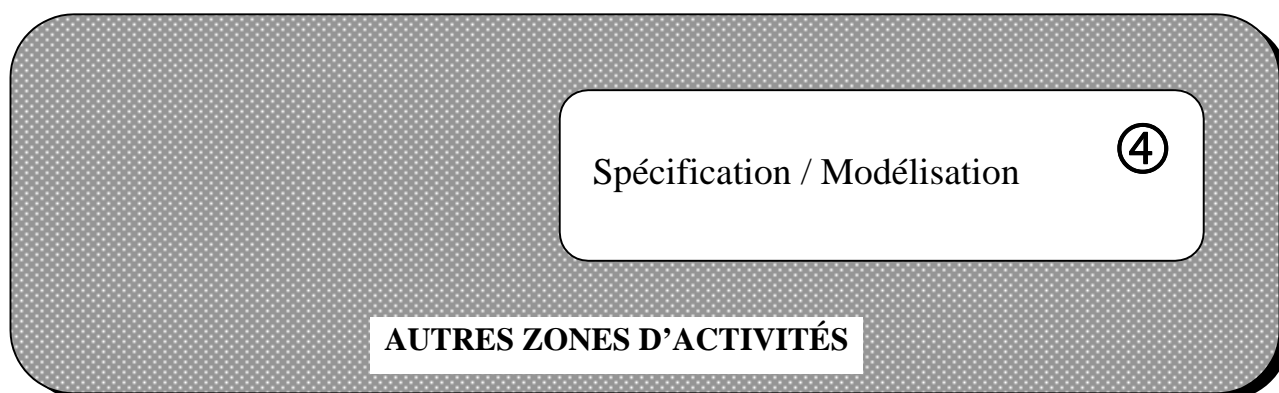 ④
Spécification / Modélisation
AUTRES ZONES D’ACTIVITÉS